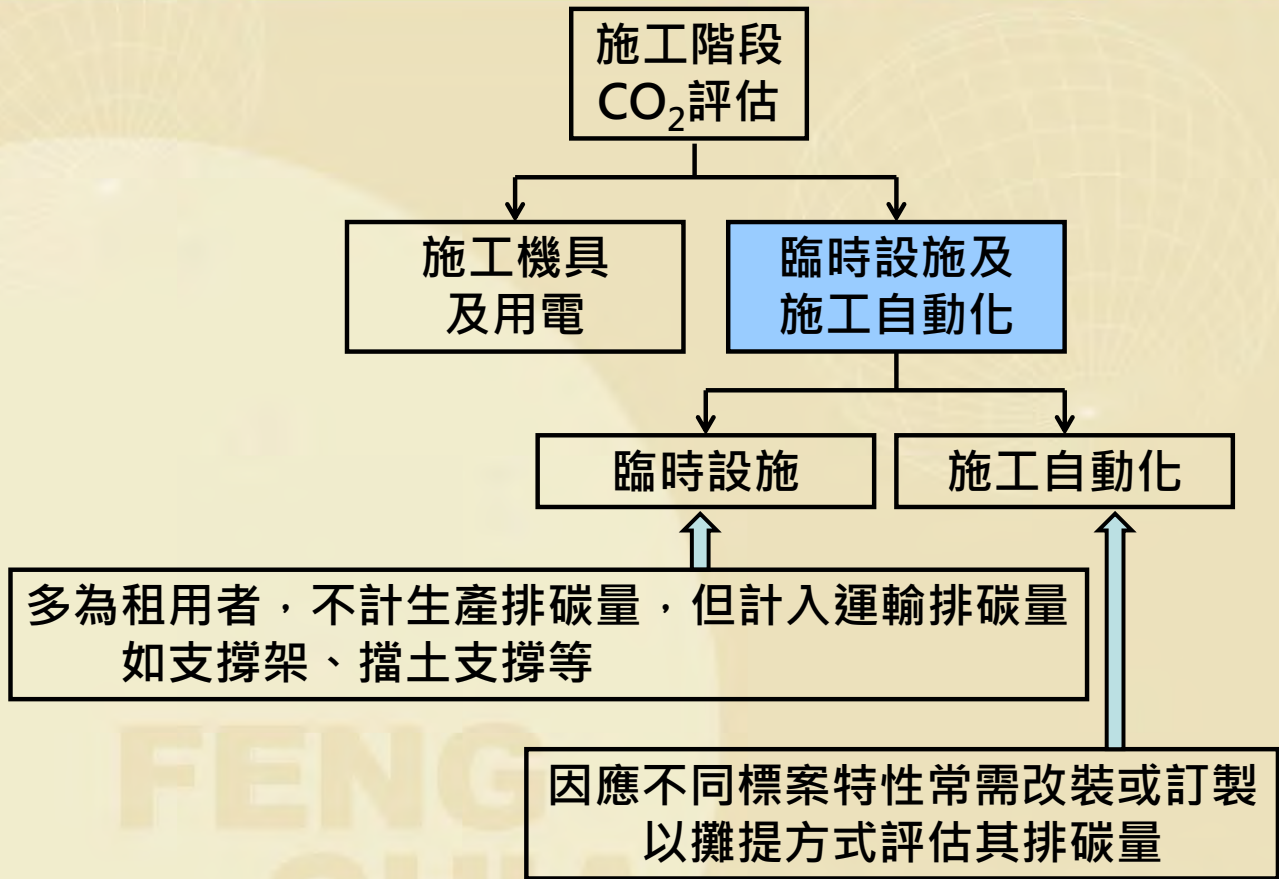 施工階段
CO₂評估
施工機具
及用電
臨時設施及
施工自動化
臨時設施
施工自動化
多為租用者，不計生產排碳量，但計入運輸排碳量
如支撐架、擋土支撐等
因應不同標案特性常需改裝或訂製
以攤提方式評估其排碳量
FENG
CHIA